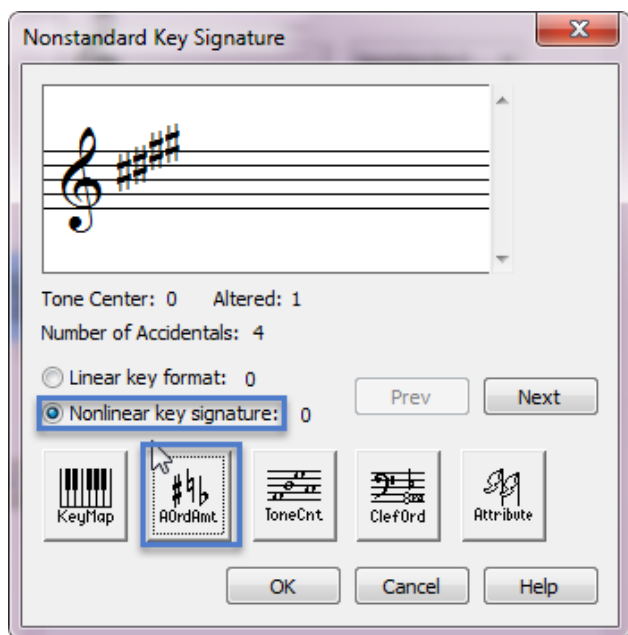 Nonstandard Key Signature
Tone Center: 0 Altered: 1
Number of Accidentals: 4
Linear key format: 0
Nonlinear key signature: 0
Prev
Next
KeyMap
AOrdAmt
ToneCnt
ClefOrd
Attribute
OK
Cancel
Help